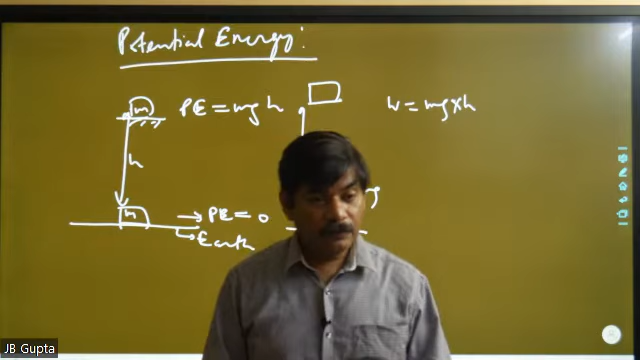 Potential Energy:
m PE = mgh W = mg×h
h
m → PE = 0 g
→ Earth
JB Gupta